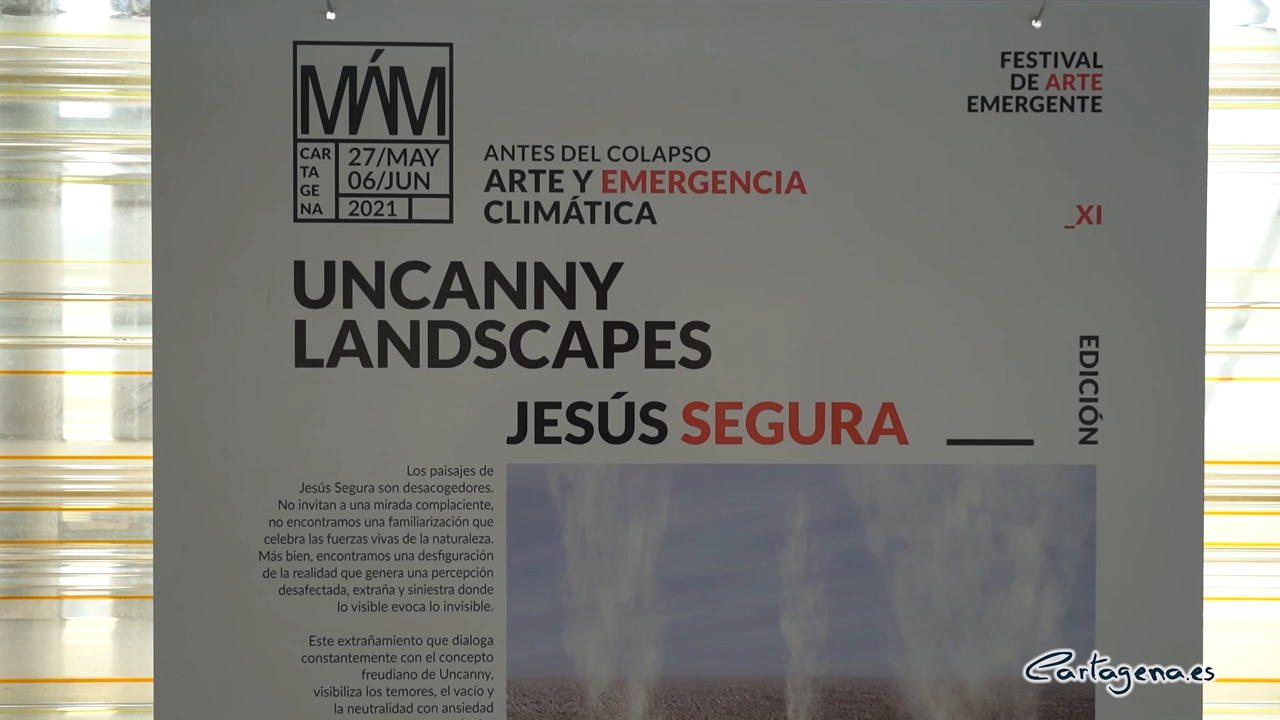 MÁM
CAR
TA
GE
NA
27/MAY
06/JUN
2021
ANTES DEL COLAPSO
ARTE Y EMERGENCIA
CLIMÁTICA
FESTIVAL
DE ARTE
EMERGENTE
_XI
EDICIÓN
UNCANNY
LANDSCAPES
JESÚS SEGURA
Los paisajes de
Jesús Segura son desacogedores.
No invitan a una mirada complaciente,
no encontramos una familiarización que
celebra las fuerzas vivas de la naturaleza.
Más bien, encontramos una desfiguración
de la realidad que genera una percepción
desafectada, extraña y siniestra donde
lo visible evoca lo invisible.
Este extrañamiento que dialoga
constantemente con el concepto
freudiano de Uncanny,
visibiliza los temores, el vacío y
la neutralidad con ansiedad
Cartagena.es